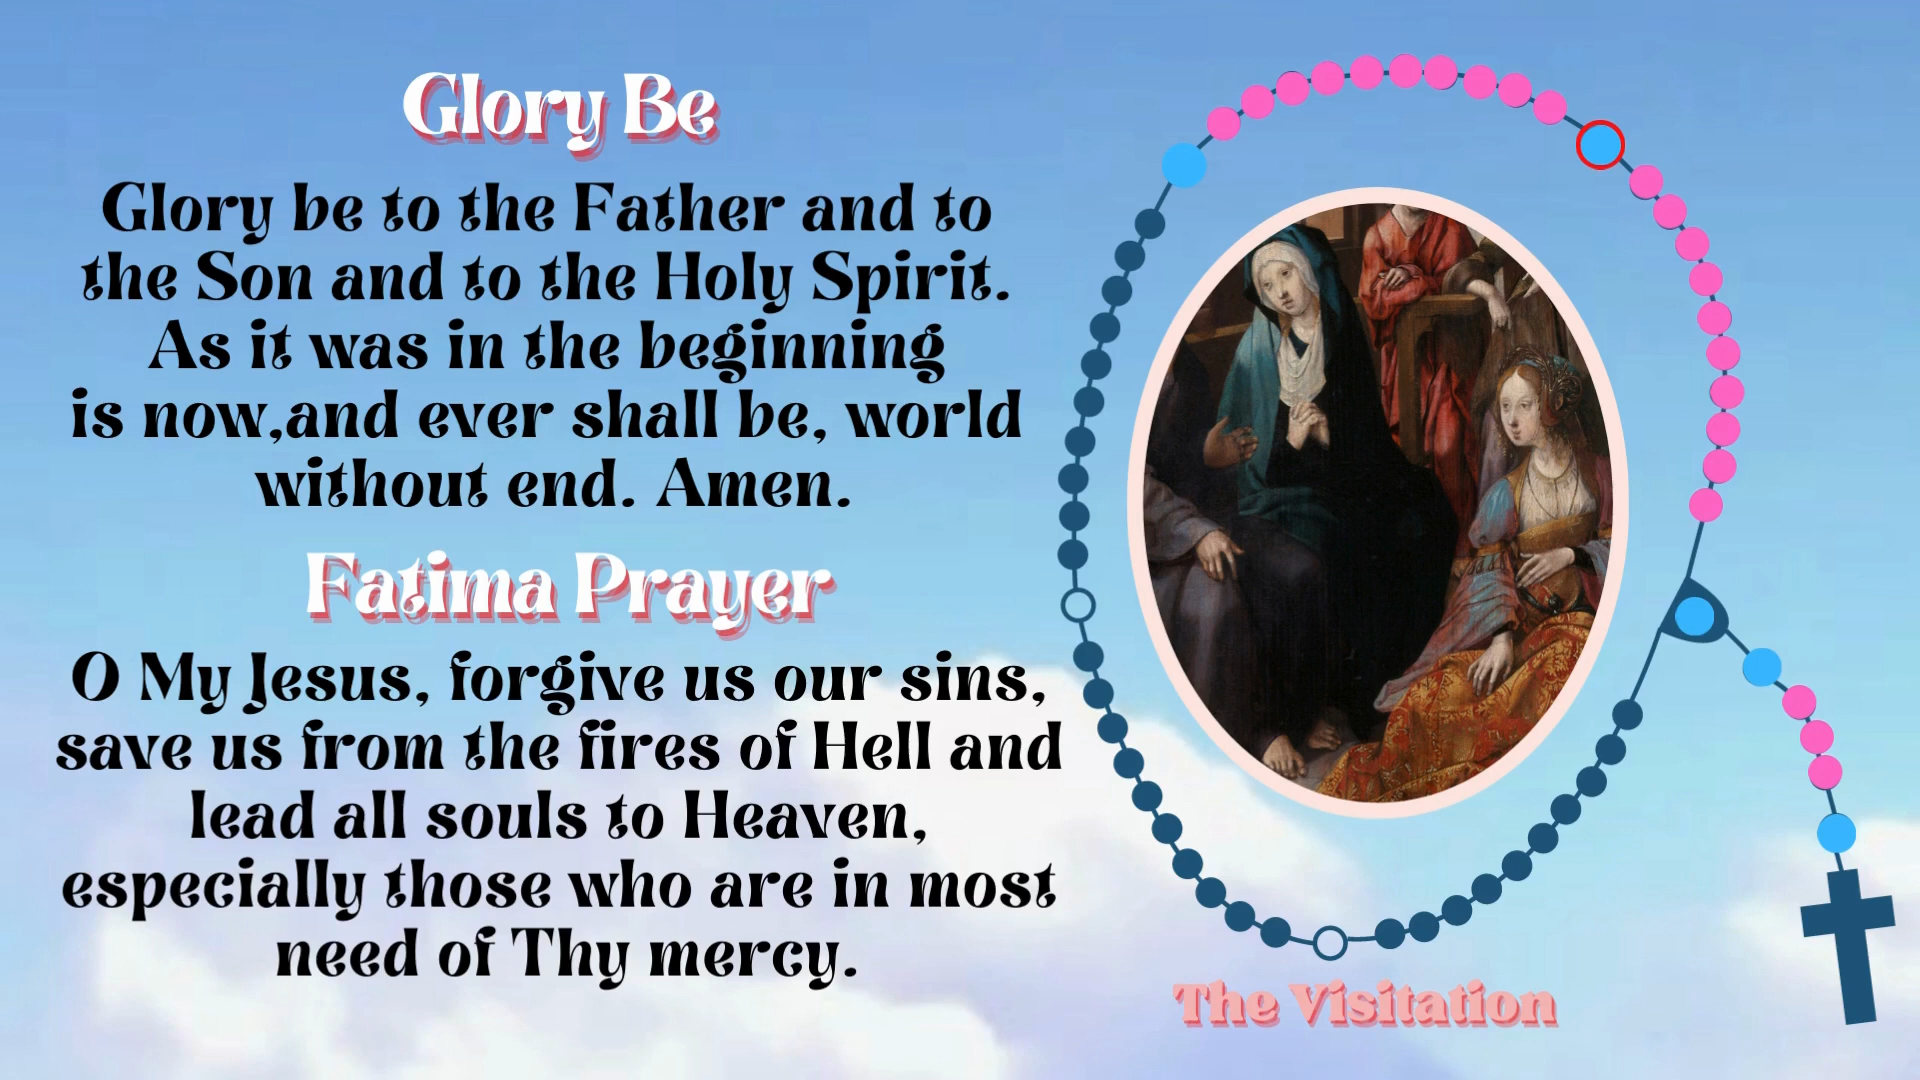 Glory Be
Glory be to the Father and to
the Son and to the Holy Spirit.
As it was in the beginning
is now,and ever shall be, world
without end. Amen.
Fatima Prayer
O My Jesus, forgive us our sins,
save us from the fires of Hell and
lead all souls to Heaven,
especially those who are in most
need of Thy mercy.
The Visitation